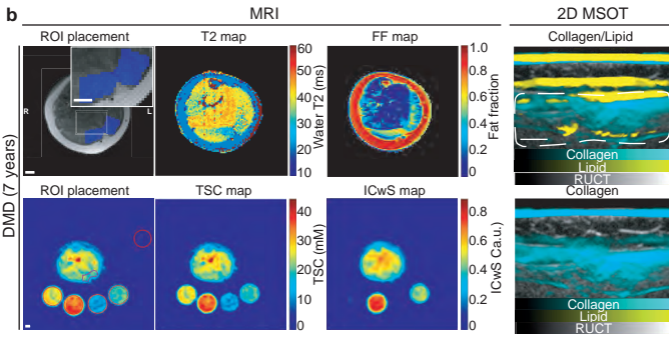 b
MRI
2D MSOT
ROI placement
T2 map
FF map
Collagen/Lipid
DMD (7 years)
R
L
60
50
40
30
20
10
0
Water T2 (ms)
1.0
0.8
0.6
0.4
0.2
0
Fat fraction
Collagen
Lipid
RUCT
ROI placement
TSC map
ICwS map
Collagen
40
30
20
10
0
TSC (mM)
0.8
0.6
0.4
0.2
0
ICwS Ca.u.)
Collagen
Lipid
RUCT